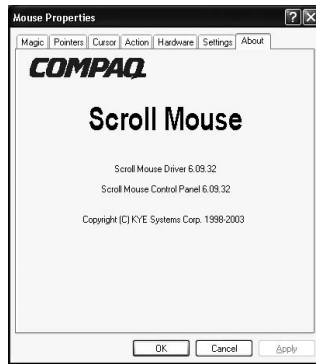 Mouse Properties
Magic Pointers Cursor Action Hardware Settings About
COMPAQ
Scroll Mouse
Scroll Mouse Driver 6.09.32
Scroll Mouse Control Panel 6.09.32
Copyright (C) KYE Systems Corp. 1998-2003
OK Cancel Apply